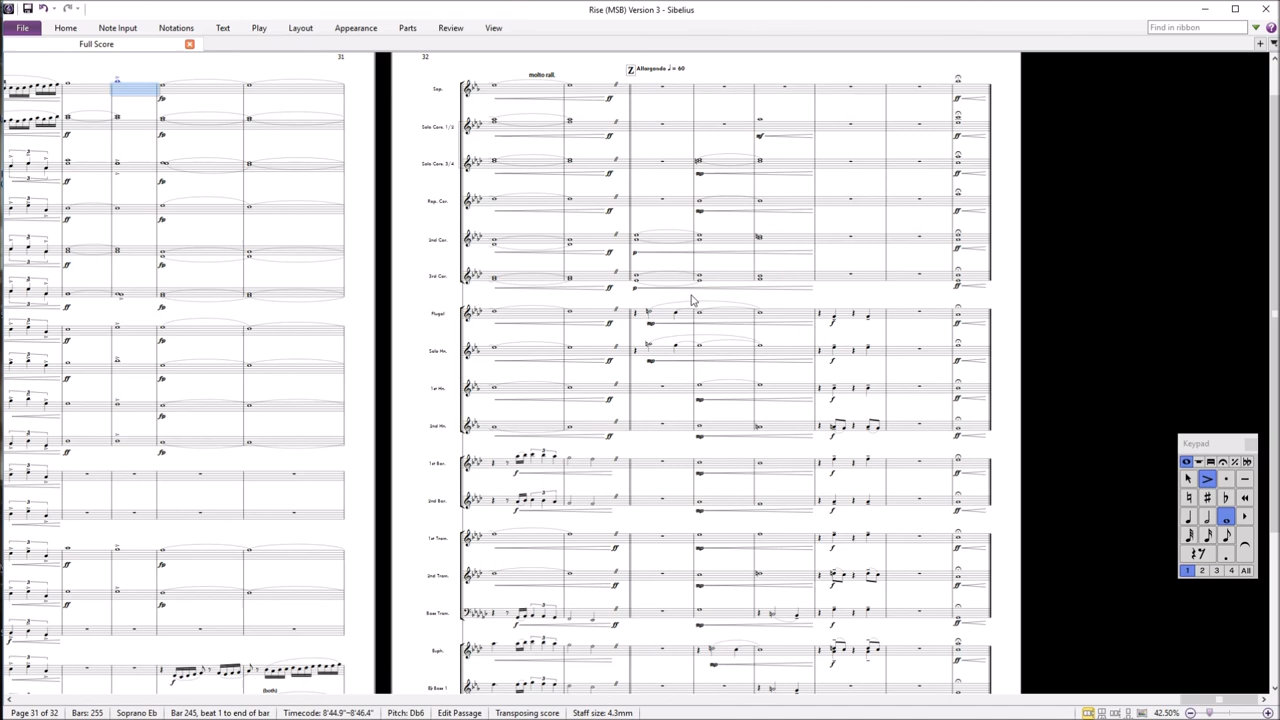 Rise (MSB) Version 3 - Sibelius
File Home Note Input Notations Text Play Layout Appearance Parts Review View Find in ribbon
Full Score
31
32
molto rall.
Z Allargando ♩ = 60
Sop.
Solo Corn. 1/2
Solo Corn. 3/4
Rep. Cor.
2nd Cor.
3rd Cor.
Flugel
Solo Hn.
1st Hn.
2nd Hn.
1st Bar.
2nd Bar.
1st Trom.
2nd Trom.
Bass Trom.
Euph.
Eb Bass 1
(both)
Keypad
1 2 3 4 All
Page 31 of 32 Bars: 255 Soprano Eb Bar 245, beat 1 to end of bar Timecode: 8'44.9"–8'46.4" Pitch: Db6 Edit Passage Transposing score Staff size: 4.3mm 42.50%